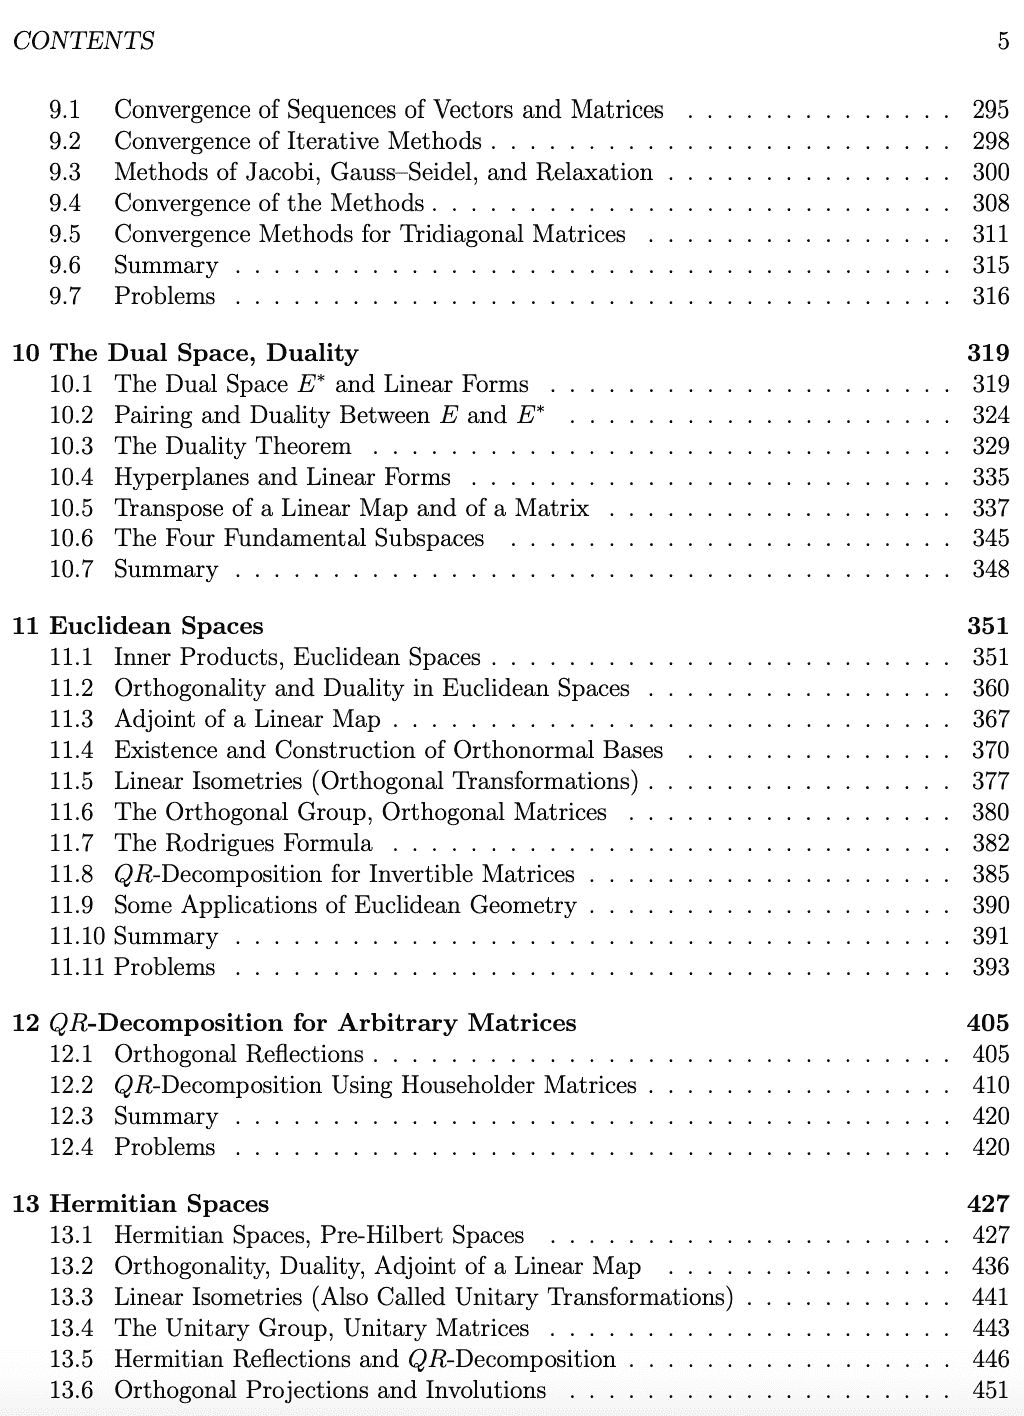 CONTENTS 5
9.1 Convergence of Sequences of Vectors and Matrices . . . . . . . . . . . . . . 295
9.2 Convergence of Iterative Methods . . . . . . . . . . . . . . . . . . . . . . . . 298
9.3 Methods of Jacobi, Gauss–Seidel, and Relaxation . . . . . . . . . . . . . . . 300
9.4 Convergence of the Methods . . . . . . . . . . . . . . . . . . . . . . . . . . . 308
9.5 Convergence Methods for Tridiagonal Matrices . . . . . . . . . . . . . . . . 311
9.6 Summary . . . . . . . . . . . . . . . . . . . . . . . . . . . . . . . . . . . . . 315
9.7 Problems . . . . . . . . . . . . . . . . . . . . . . . . . . . . . . . . . . . . . 316
10 The Dual Space, Duality 319
10.1 The Dual Space E* and Linear Forms . . . . . . . . . . . . . . . . . . . . . 319
10.2 Pairing and Duality Between E and E* . . . . . . . . . . . . . . . . . . . . 324
10.3 The Duality Theorem . . . . . . . . . . . . . . . . . . . . . . . . . . . . . . 329
10.4 Hyperplanes and Linear Forms . . . . . . . . . . . . . . . . . . . . . . . . . 335
10.5 Transpose of a Linear Map and of a Matrix . . . . . . . . . . . . . . . . . . 337
10.6 The Four Fundamental Subspaces . . . . . . . . . . . . . . . . . . . . . . . 345
10.7 Summary . . . . . . . . . . . . . . . . . . . . . . . . . . . . . . . . . . . . . 348
11 Euclidean Spaces 351
11.1 Inner Products, Euclidean Spaces . . . . . . . . . . . . . . . . . . . . . . . . 351
11.2 Orthogonality and Duality in Euclidean Spaces . . . . . . . . . . . . . . . . 360
11.3 Adjoint of a Linear Map . . . . . . . . . . . . . . . . . . . . . . . . . . . . . 367
11.4 Existence and Construction of Orthonormal Bases . . . . . . . . . . . . . . 370
11.5 Linear Isometries (Orthogonal Transformations) . . . . . . . . . . . . . . . . 377
11.6 The Orthogonal Group, Orthogonal Matrices . . . . . . . . . . . . . . . . . 380
11.7 The Rodrigues Formula . . . . . . . . . . . . . . . . . . . . . . . . . . . . . 382
11.8 QR-Decomposition for Invertible Matrices . . . . . . . . . . . . . . . . . . . 385
11.9 Some Applications of Euclidean Geometry . . . . . . . . . . . . . . . . . . . 390
11.10 Summary . . . . . . . . . . . . . . . . . . . . . . . . . . . . . . . . . . . . . 391
11.11 Problems . . . . . . . . . . . . . . . . . . . . . . . . . . . . . . . . . . . . . 393
12 QR-Decomposition for Arbitrary Matrices 405
12.1 Orthogonal Reflections . . . . . . . . . . . . . . . . . . . . . . . . . . . . . . 405
12.2 QR-Decomposition Using Householder Matrices . . . . . . . . . . . . . . . . 410
12.3 Summary . . . . . . . . . . . . . . . . . . . . . . . . . . . . . . . . . . . . . 420
12.4 Problems . . . . . . . . . . . . . . . . . . . . . . . . . . . . . . . . . . . . . 420
13 Hermitian Spaces 427
13.1 Hermitian Spaces, Pre-Hilbert Spaces . . . . . . . . . . . . . . . . . . . . . 427
13.2 Orthogonality, Duality, Adjoint of a Linear Map . . . . . . . . . . . . . . . 436
13.3 Linear Isometries (Also Called Unitary Transformations) . . . . . . . . . . . 441
13.4 The Unitary Group, Unitary Matrices . . . . . . . . . . . . . . . . . . . . . 443
13.5 Hermitian Reflections and QR-Decomposition . . . . . . . . . . . . . . . . . 446
13.6 Orthogonal Projections and Involutions . . . . . . . . . . . . . . . . . . . . 451